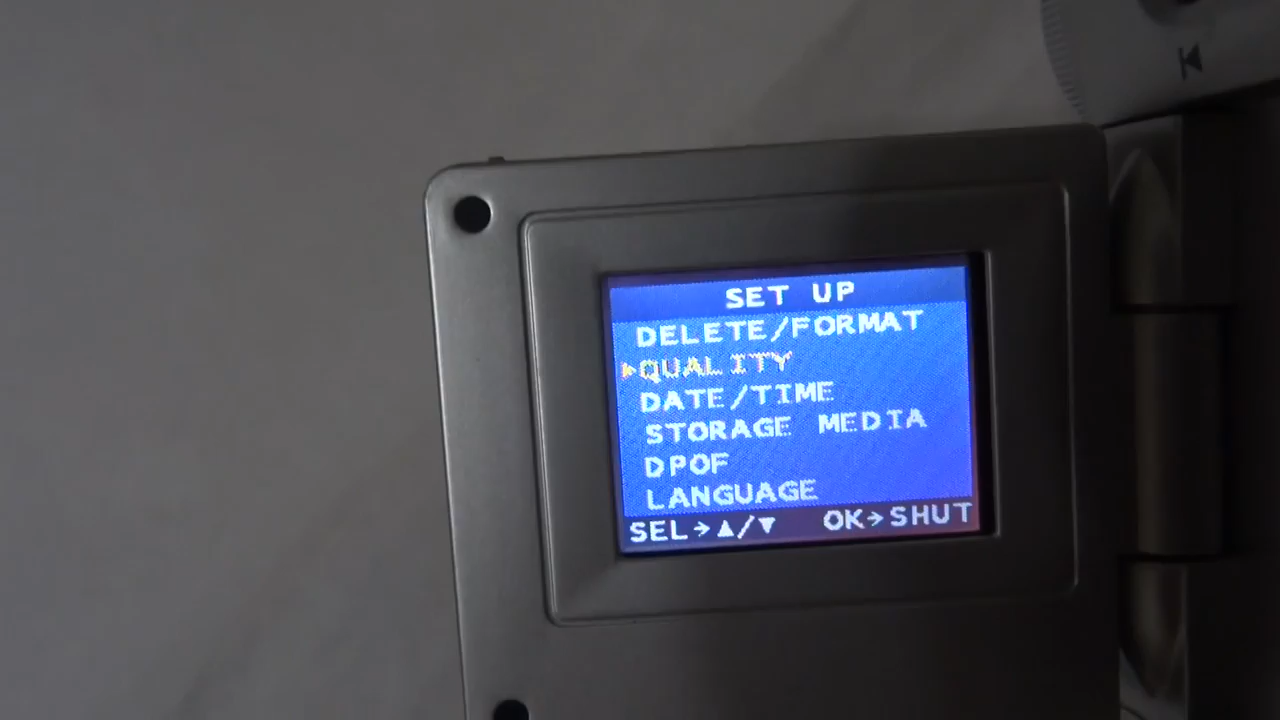 SET UP
DELETE/FORMAT
▶QUALITY
DATE/TIME
STORAGE MEDIA
DPOF
LANGUAGE
SEL→▲/▼ OK→SHUT